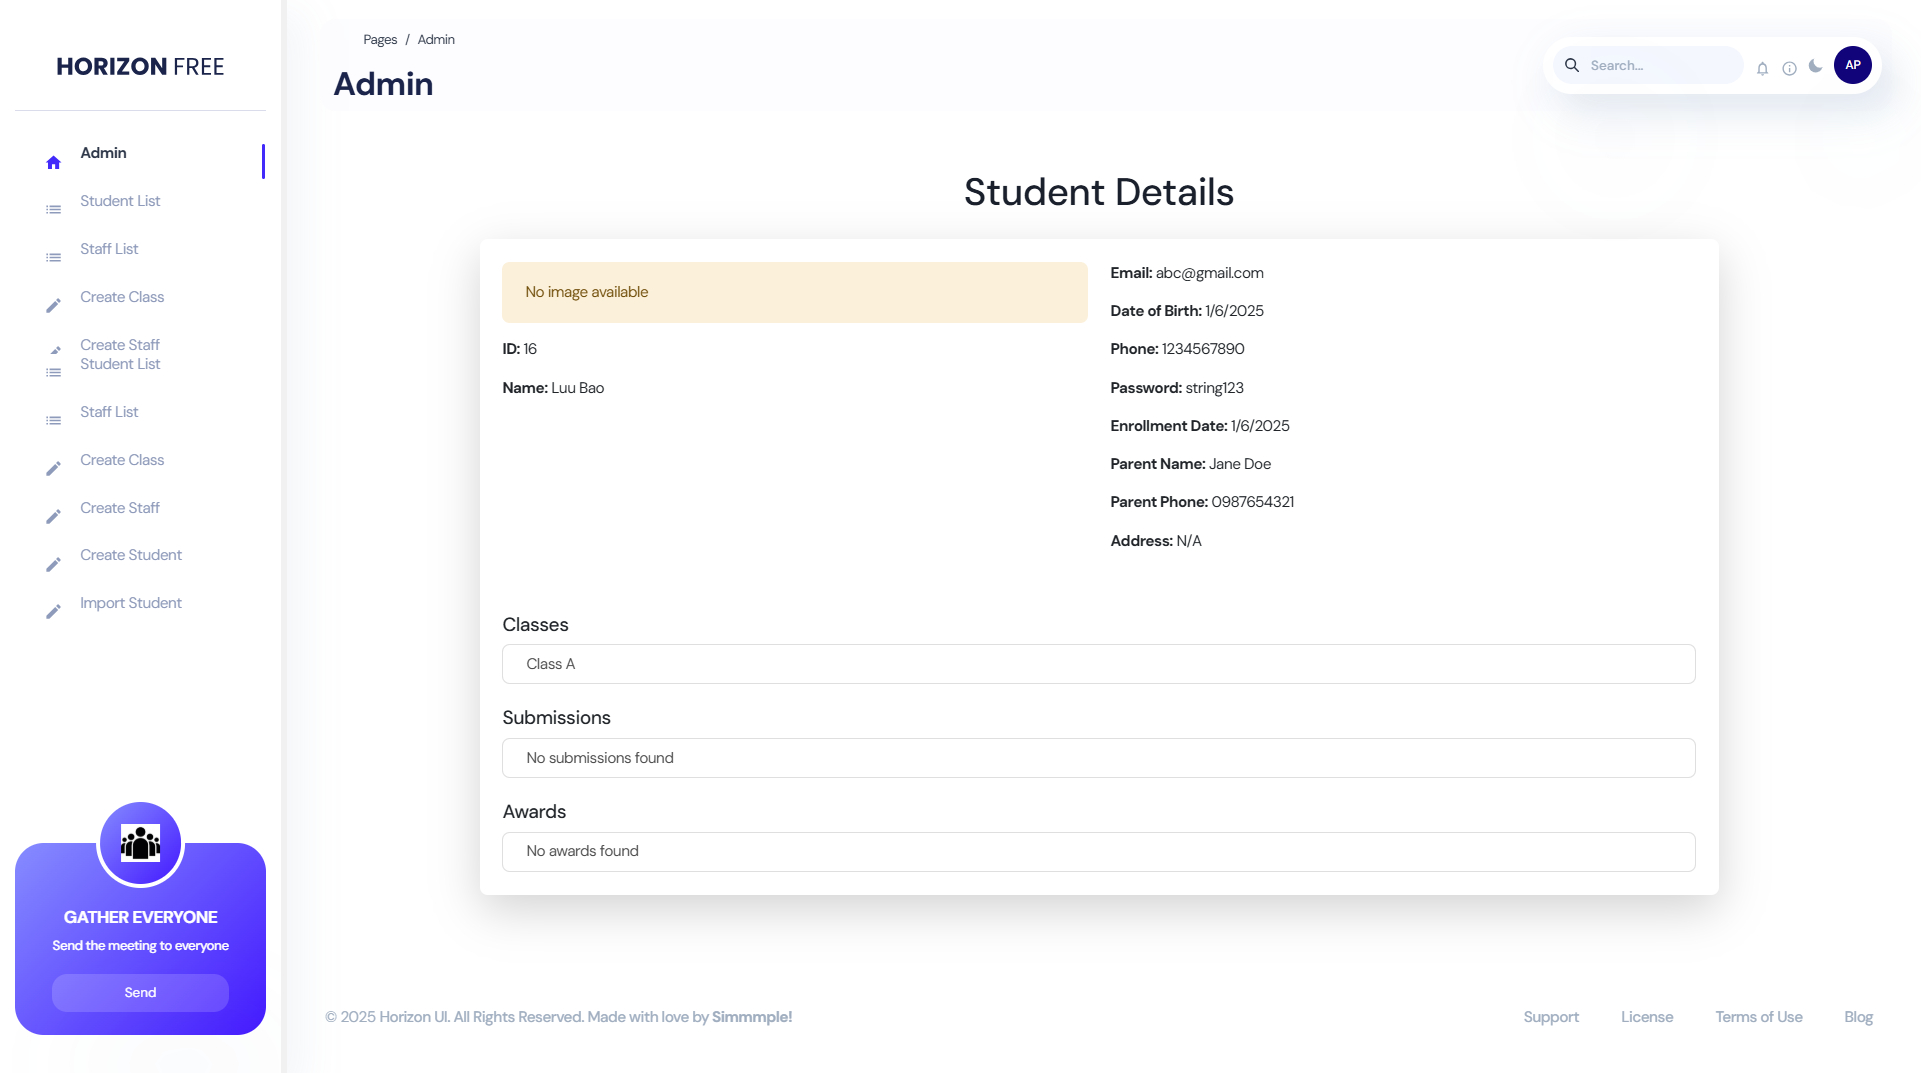 HORIZON FREE
Admin
Student List
Staff List
Create Class
Create Staff
Student List
Staff List
Create Class
Create Staff
Create Student
Import Student
GATHER EVERYONE
Send the meeting to everyone
Send
Pages / Admin
Admin
Search...
AP
Student Details
No image available
ID: 16
Name: Luu Bao
Email: abc@gmail.com
Date of Birth: 1/6/2025
Phone: 1234567890
Password: string123
Enrollment Date: 1/6/2025
Parent Name: Jane Doe
Parent Phone: 0987654321
Address: N/A
Classes
Class A
Submissions
No submissions found
Awards
No awards found
© 2025 Horizon UI. All Rights Reserved. Made with love by Simmmple!
Support License Terms of Use Blog